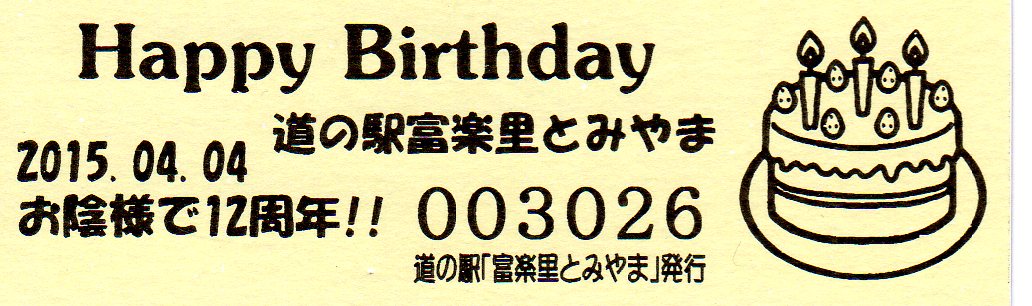 Happy Birthday
道の駅富楽里とみやま
2015.04.04
お陰様で12周年!!
003026
道の駅「富楽里とみやま」発行